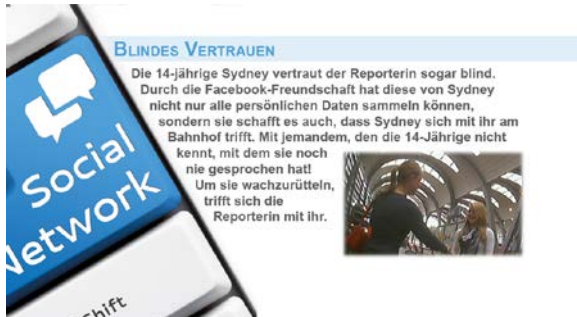 BLINDES VERTRAUEN
Die 14-jährige Sydney vertraut der Reporterin sogar blind.
Durch die Facebook-Freundschaft hat diese von Sydney
nicht nur alle persönlichen Daten sammeln können,
sondern sie schafft es auch, dass Sydney sich mit ihr am
Bahnhof trifft. Mit jemandem, den die 14-Jährige nicht
kennt, mit dem sie noch
nie gesprochen hat!
Um sie wachzurütteln,
trifft sich die
Reporterin mit ihr.
Social
Network
Shift